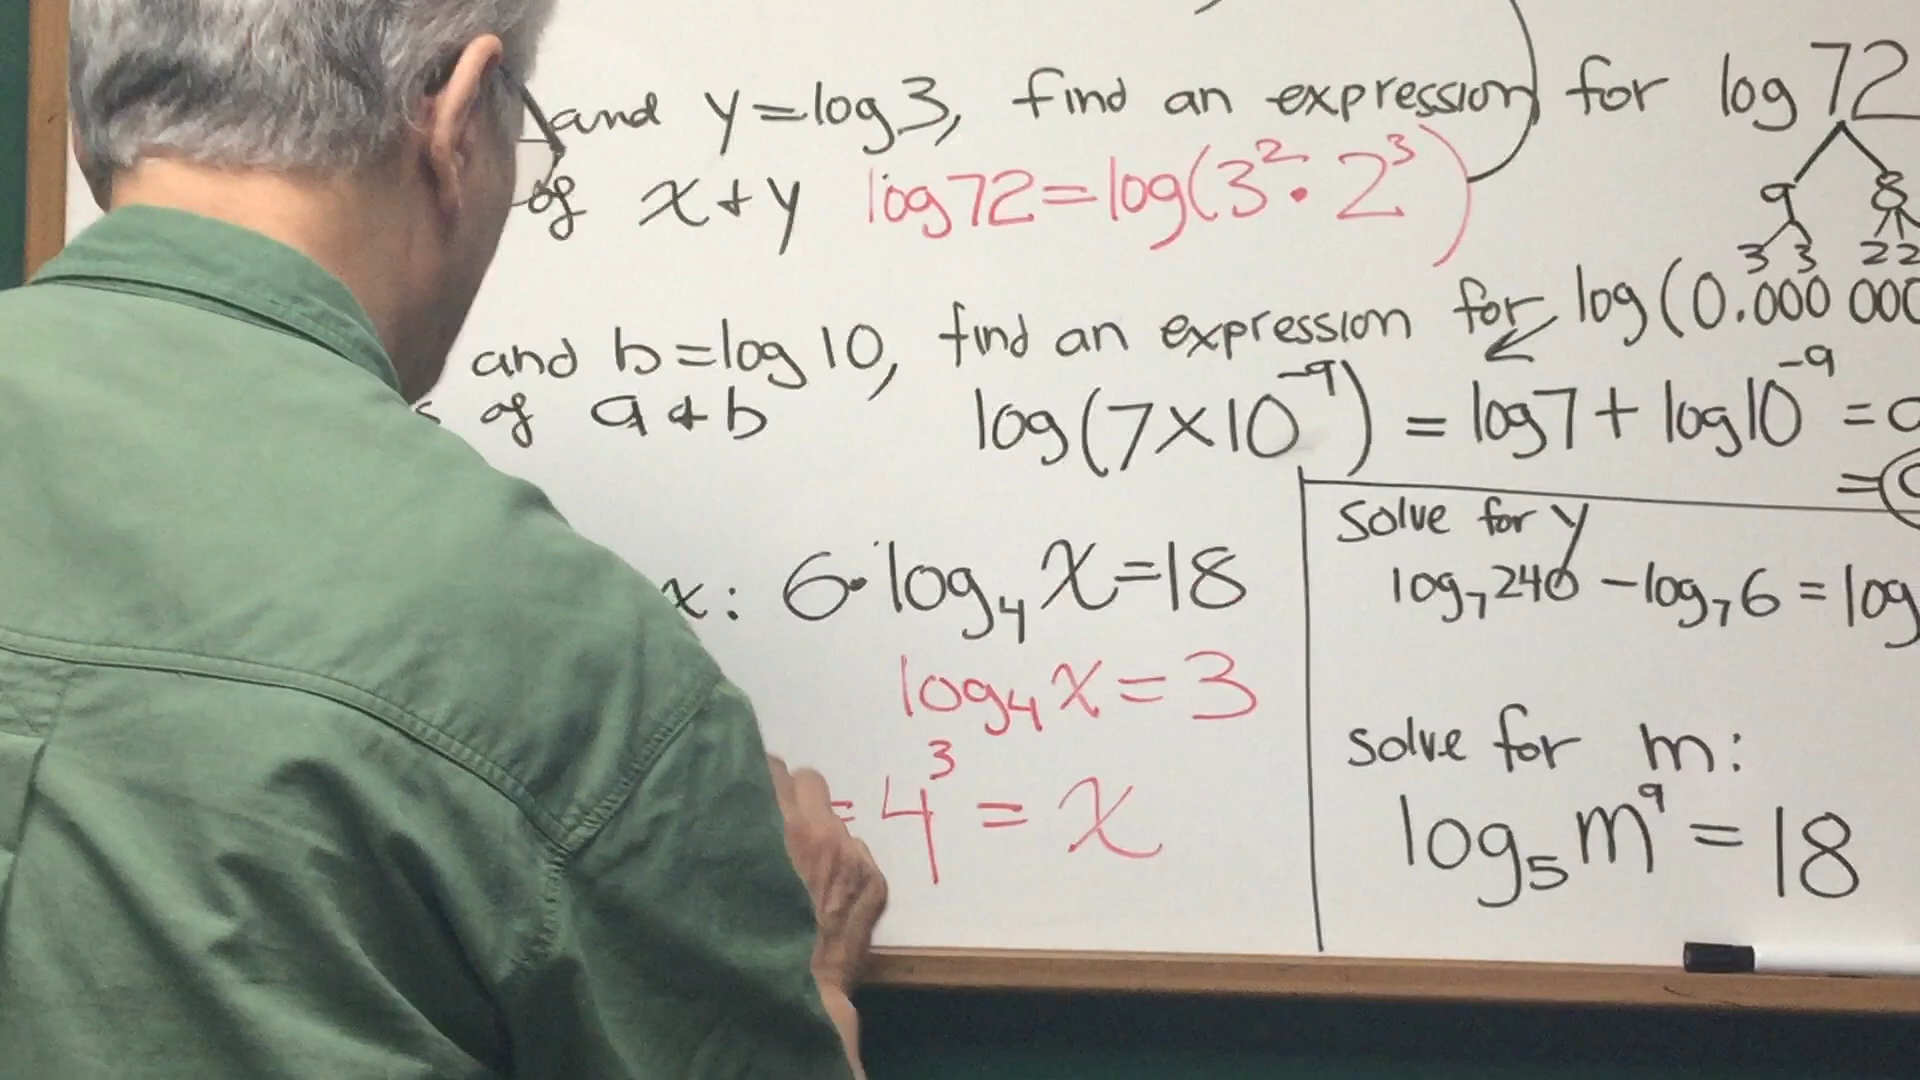 and y=log3, find an expression for log72
of x+y log72=log(3²·2³)
9 8
3 3 2 2
and b=log10, find an expression for log(0.000 000
of a+b log(7×10⁻⁹) = log7 + log10⁻⁹ = a
=
x: 6·log₄x=18
log₄x=3
= 4³ = x
Solve for y
log₇240 - log₇6 = log
solve for m:
log₅m⁹ = 18